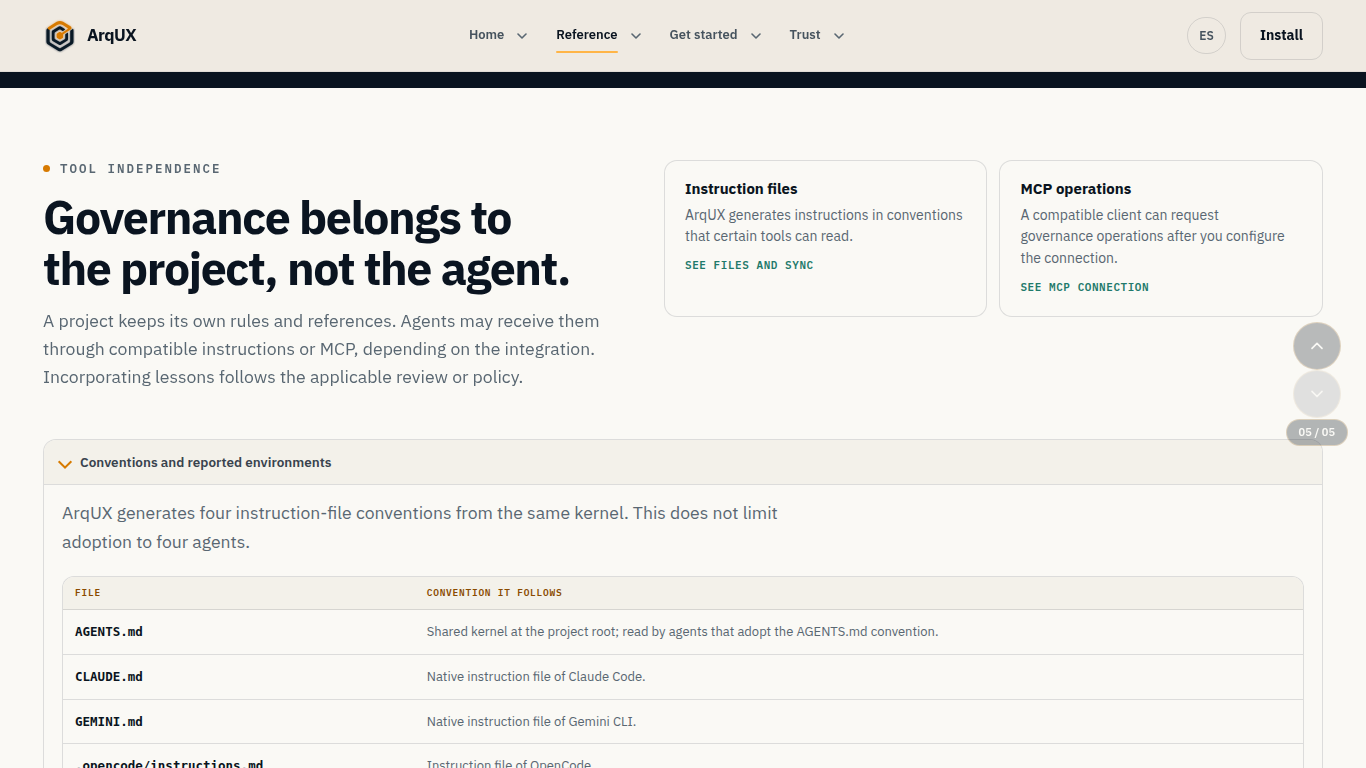 ArqUX
Home
Reference
Get started
Trust
ES
Install
TOOL INDEPENDENCE
Governance belongs to
the project, not the agent.
A project keeps its own rules and references. Agents may receive them
through compatible instructions or MCP, depending on the integration.
Incorporating lessons follows the applicable review or policy.
Instruction files
ArqUX generates instructions in conventions
that certain tools can read.
SEE FILES AND SYNC
MCP operations
A compatible client can request
governance operations after you configure
the connection.
SEE MCP CONNECTION
05 / 05
Conventions and reported environments
ArqUX generates four instruction-file conventions from the same kernel. This does not limit
adoption to four agents.
FILE
CONVENTION IT FOLLOWS
AGENTS.md
Shared kernel at the project root; read by agents that adopt the AGENTS.md convention.
CLAUDE.md
Native instruction file of Claude Code.
GEMINI.md
Native instruction file of Gemini CLI.
.opencode/instructions.md
Instruction file of OpenCode.